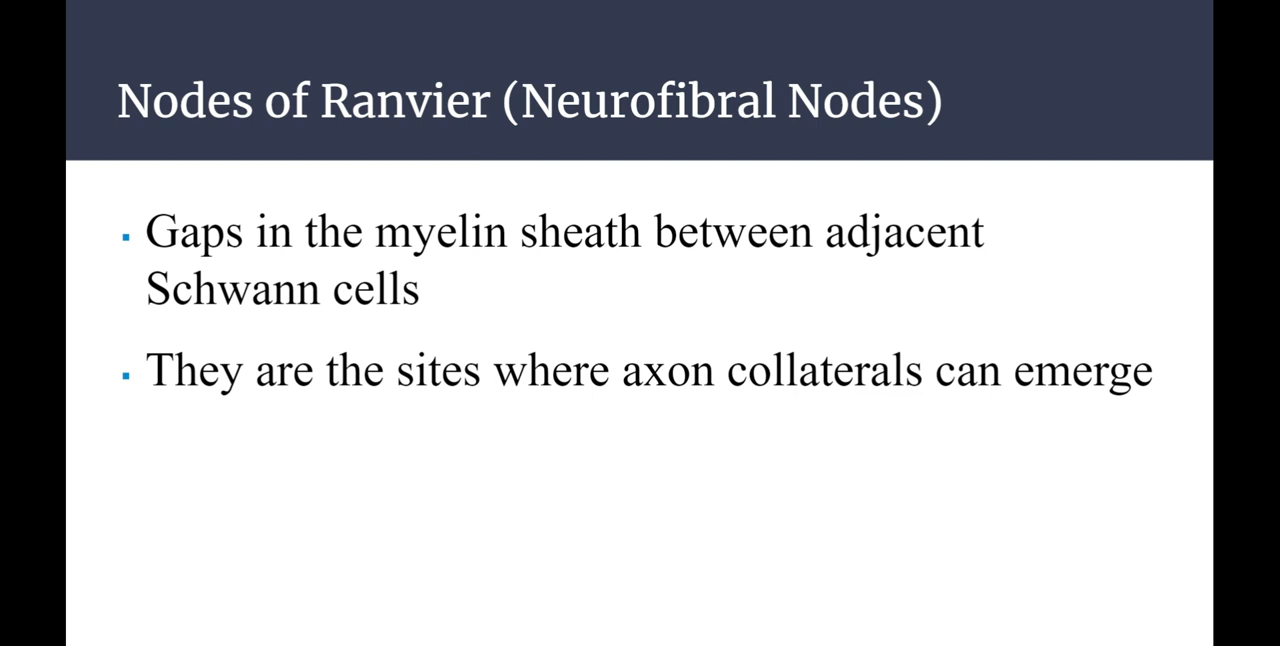 Nodes of Ranvier (Neurofibral Nodes)
▪ Gaps in the myelin sheath between adjacent
Schwann cells
▪ They are the sites where axon collaterals can emerge